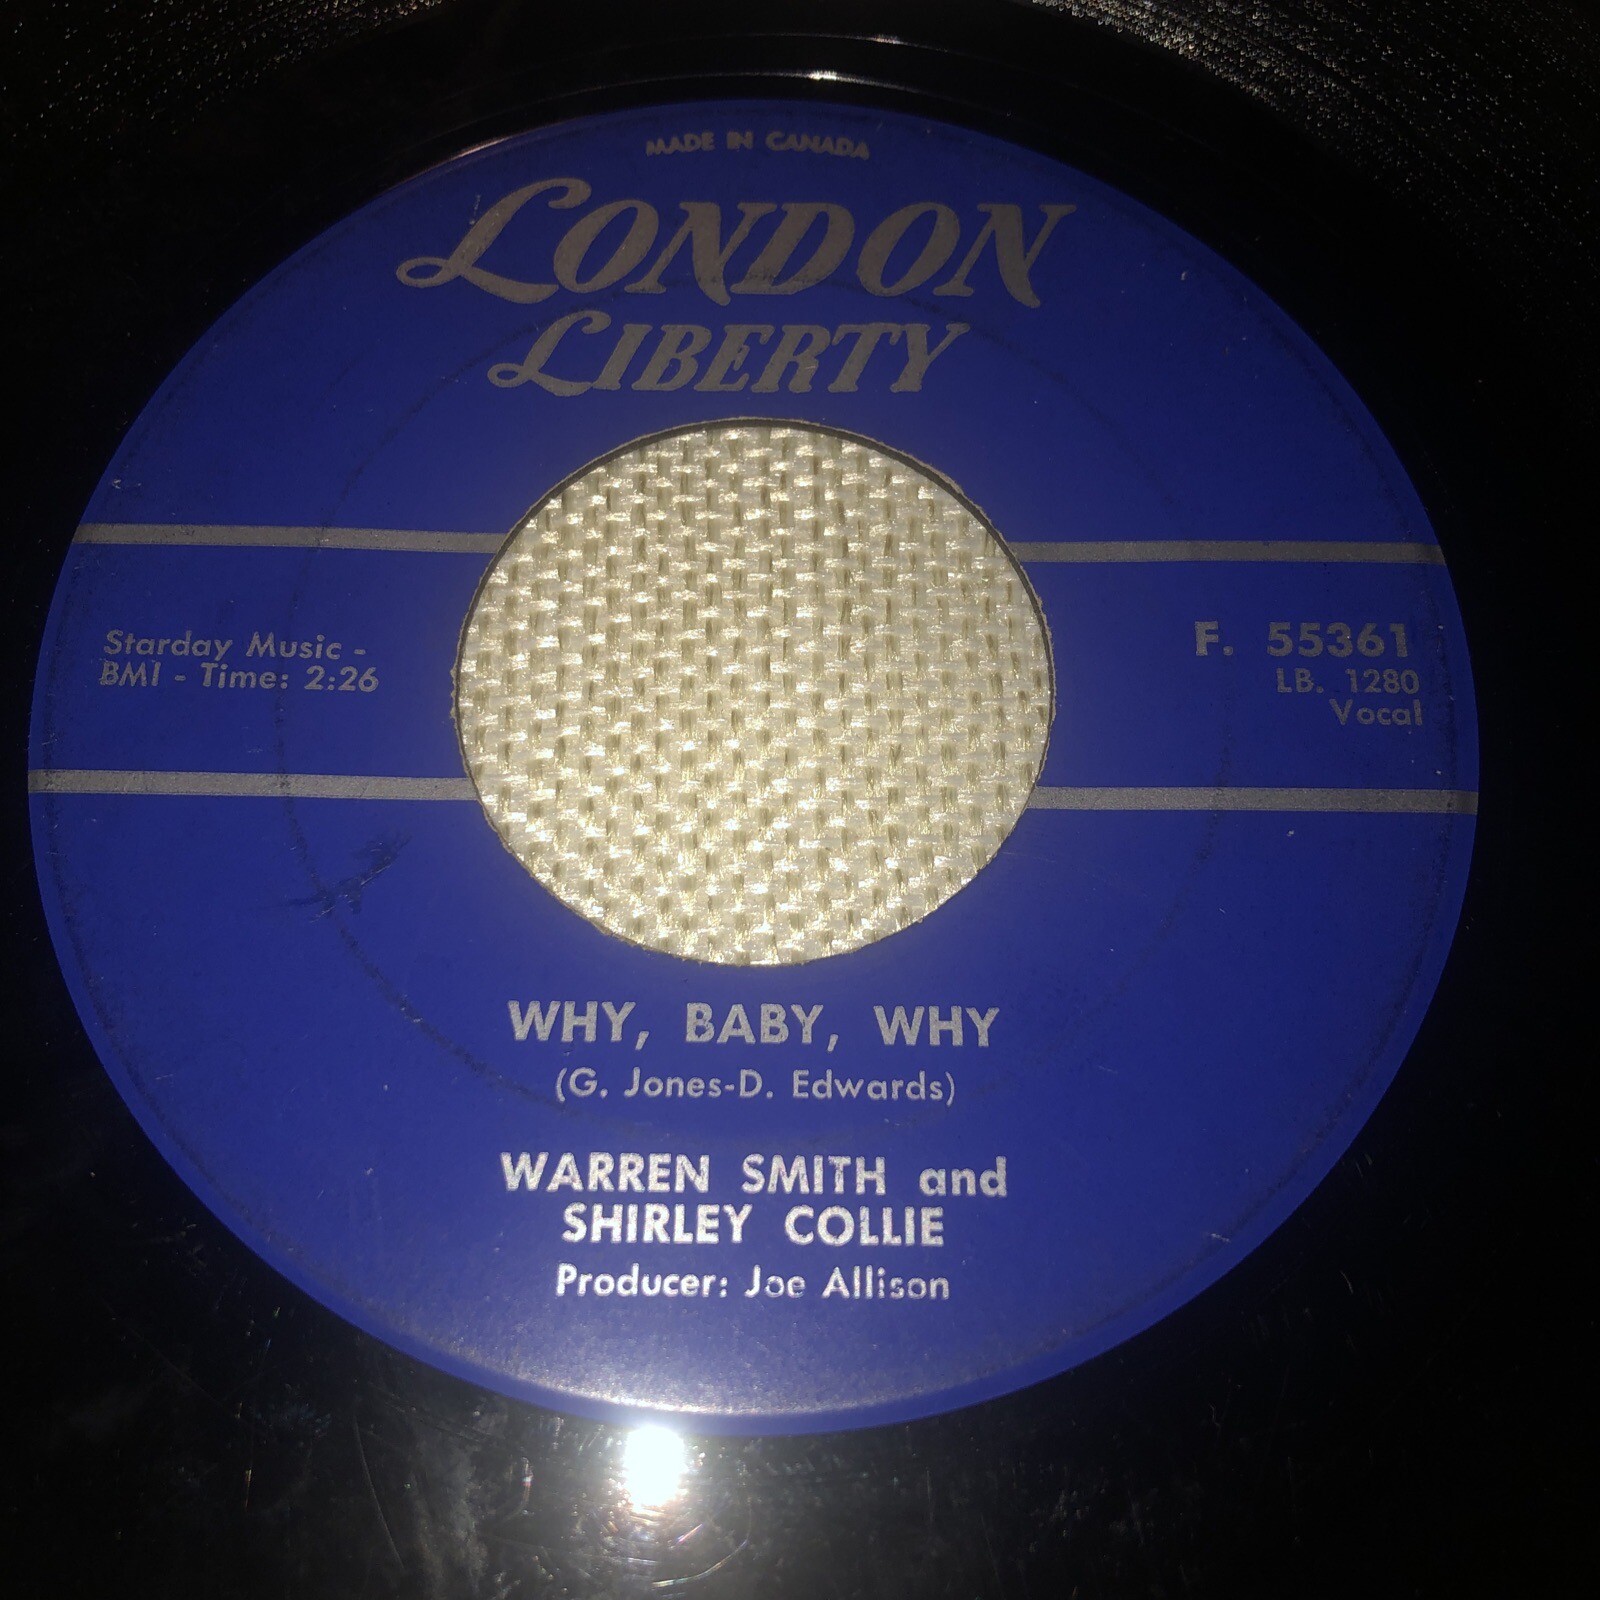 MADE IN CANADA
LONDON
LIBERTY
Starday Music -
BMI - Time: 2:26
F. 55361
LB. 1280
Vocal
WHY, BABY, WHY
(G. Jones-D. Edwards)
WARREN SMITH and
SHIRLEY COLLIE
Producer: Joe Allison